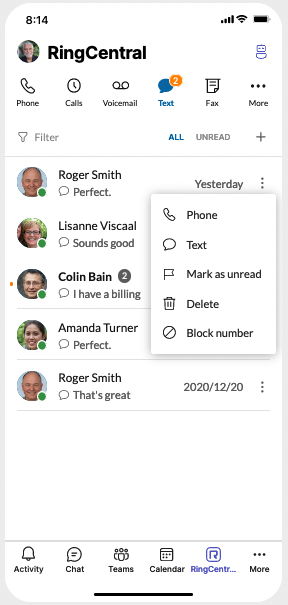 8:14
RingCentral
Phone
Calls
Voicemail
2
Text
Fax
More
Filter
ALL
UNREAD
Roger Smith
Perfect.
Yesterday
Lisanne Viscaal
Sounds good
Colin Bain 2
I have a billing
Amanda Turner
Perfect.
Roger Smith
That's great
2020/12/20
Phone
Text
Mark as unread
Delete
Block number
Activity
Chat
Teams
Calendar
RingCentr...
More